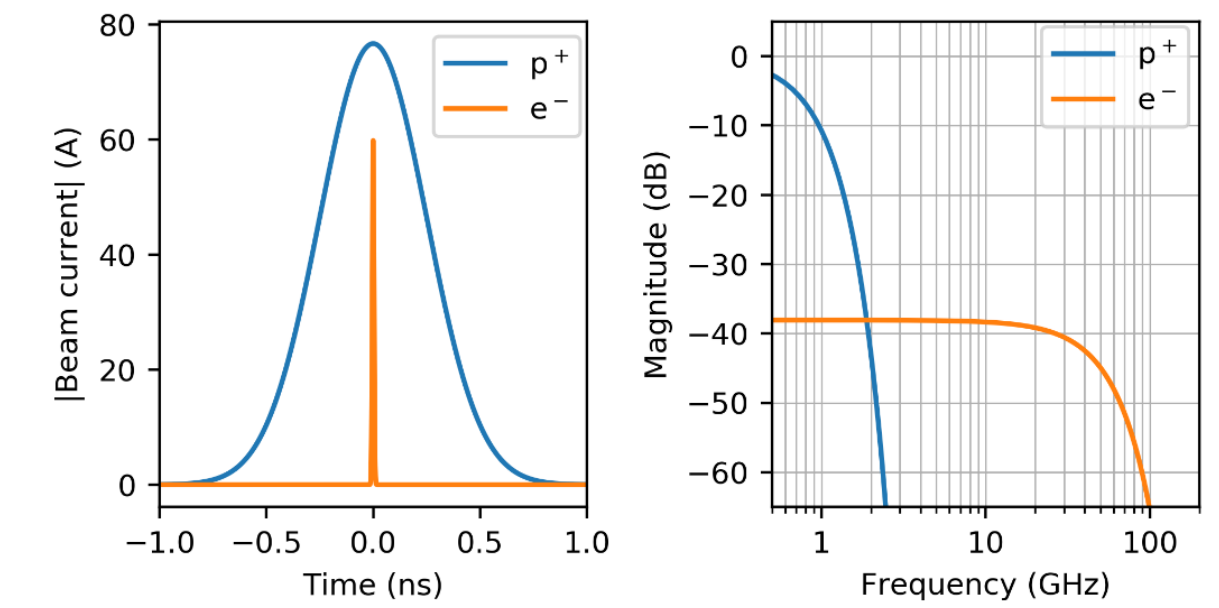 |Beam current| (A)
80
60
40
20
0
p⁺
e⁻
−1.0 −0.5 0.0 0.5 1.0
Time (ns)
Magnitude (dB)
0
−10
−20
−30
−40
−50
−60
p⁺
e⁻
1 10 100
Frequency (GHz)